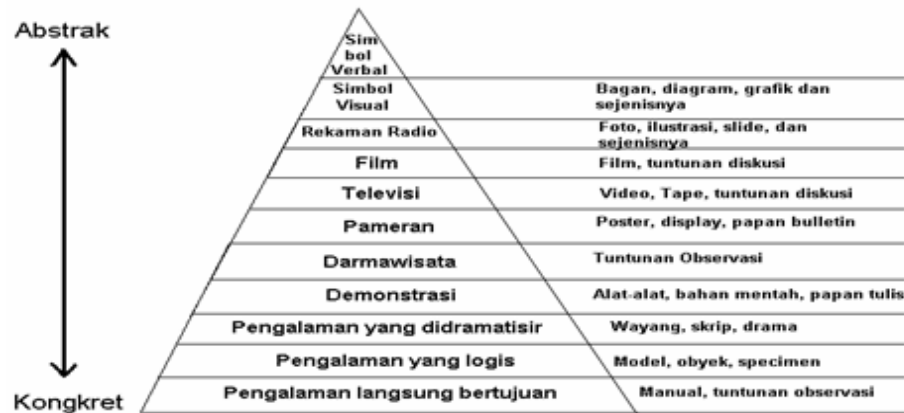 Abstrak
Sim
bol
Verbal
Simbol
Visual
Bagan, diagram, grafik dan
sejenisnya
Rekaman Radio
Foto, ilustrasi, slide, dan
sejenisnya
Film
Film, tuntunan diskusi
Televisi
Video, Tape, tuntunan diskusi
Pameran
Poster, display, papan bulletin
Darmawisata
Tuntunan Observasi
Demonstrasi
Alat-alat, bahan mentah, papan tulis
Pengalaman yang didramatisir
Wayang, skrip, drama
Pengalaman yang logis
Model, obyek, specimen
Pengalaman langsung bertujuan
Manual, tuntunan observasi
Kongkret